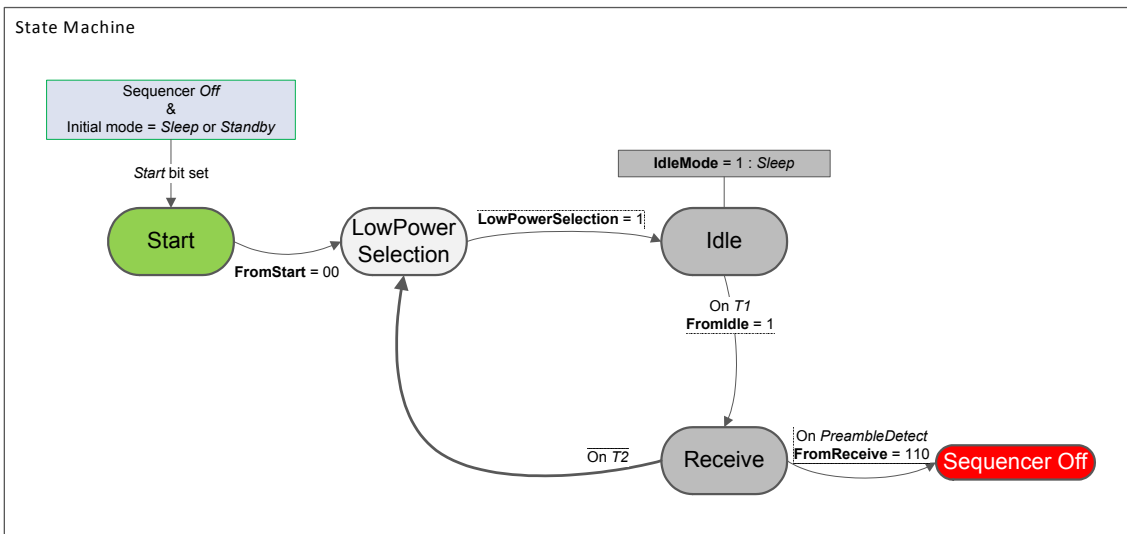 State Machine
Sequencer Off
&
Initial mode = Sleep or Standby
Start bit set
IdleMode = 1 : Sleep
Start
FromStart = 00
LowPower
Selection
LowPowerSelection = 1
Idle
On T1
FromIdle = 1
On T2
Receive
On PreambleDetect
FromReceive = 110
Sequencer Off